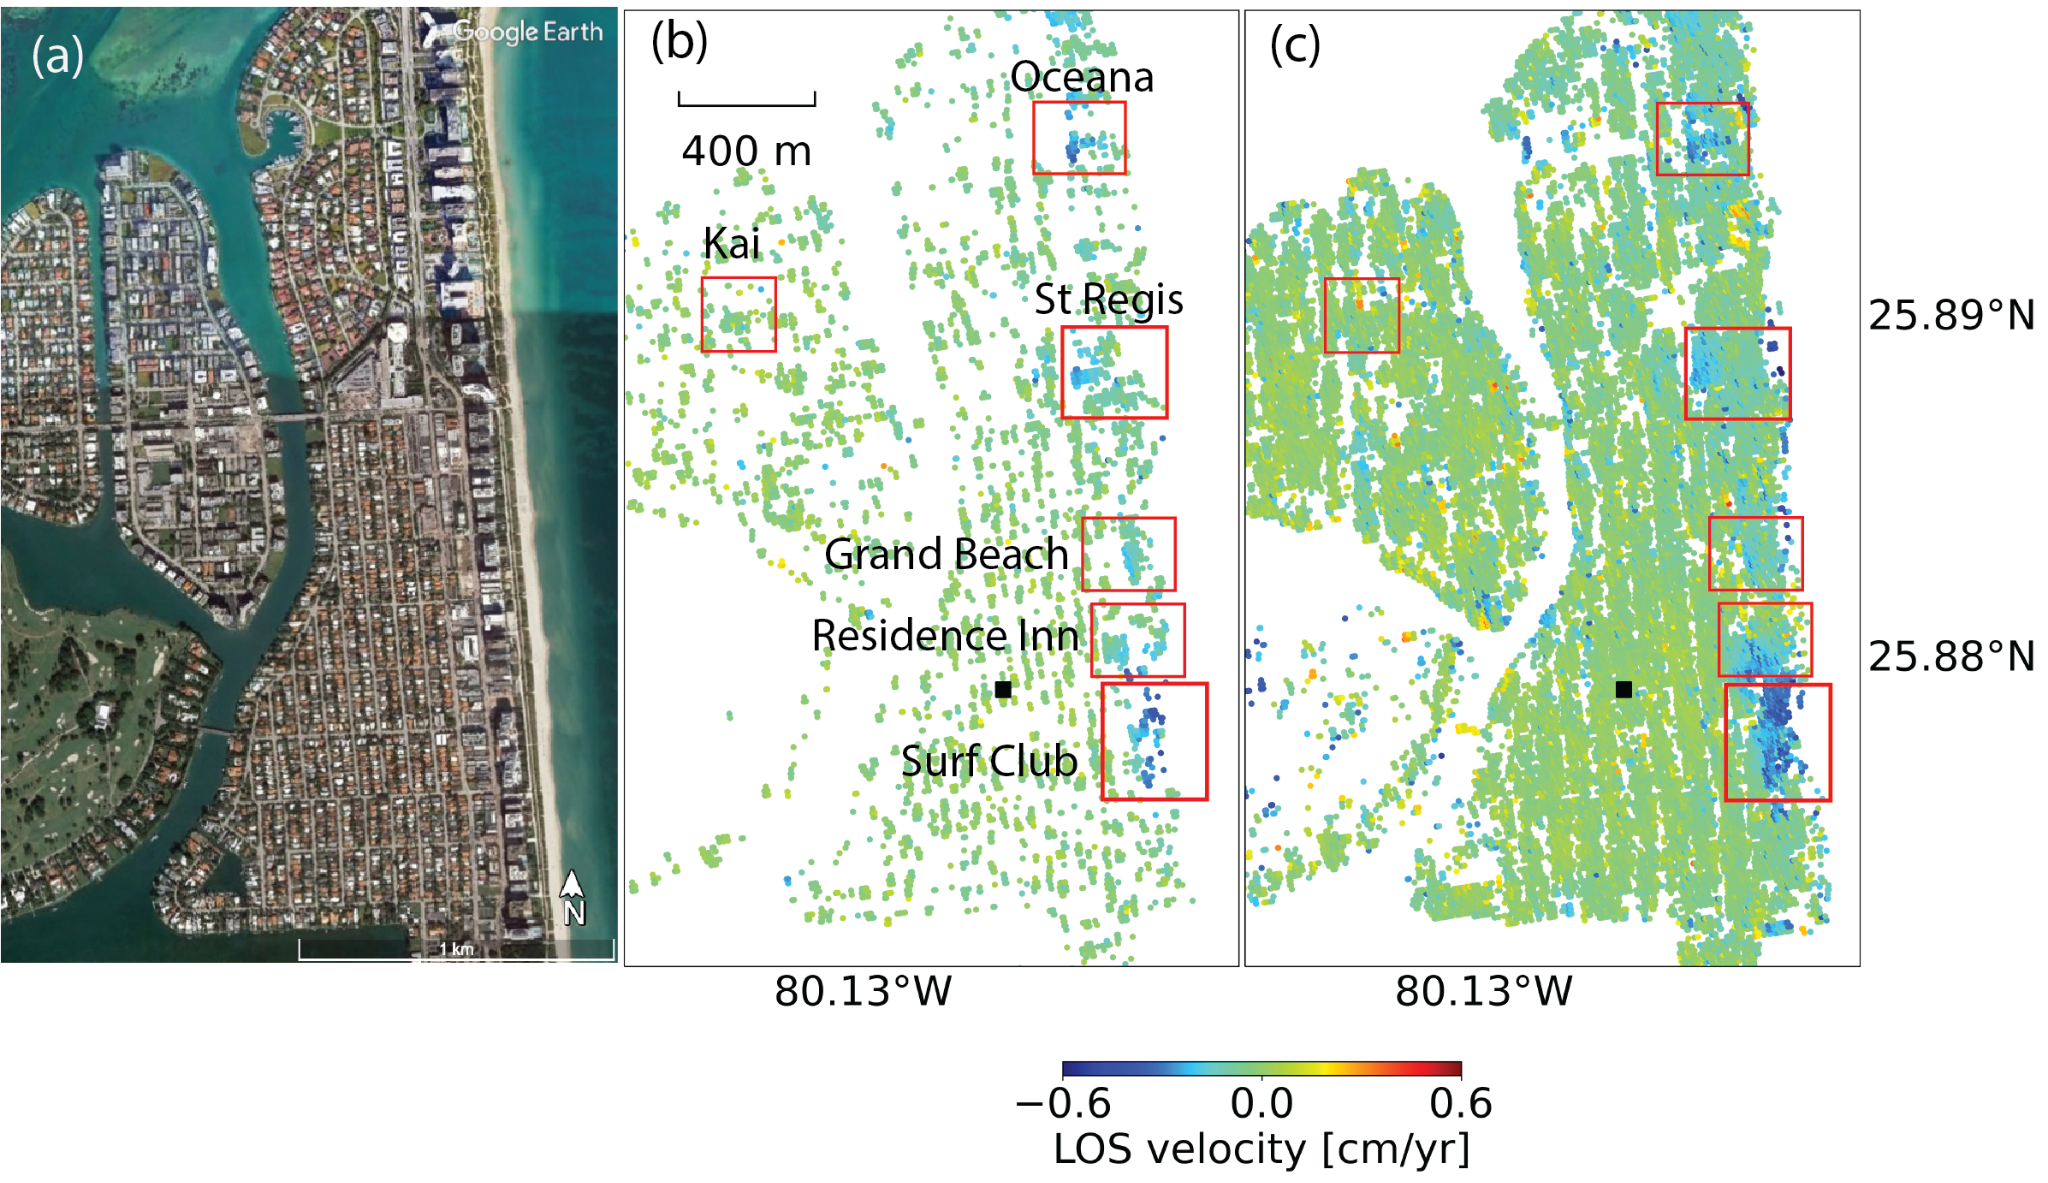 (a)
Google Earth
N
1 km
(b)
400 m
Oceana
Kai
St Regis
Grand Beach
Residence Inn
Surf Club
80.13°W
(c)
25.89°N
25.88°N
80.13°W
−0.6
0.0
0.6
LOS velocity [cm/yr]